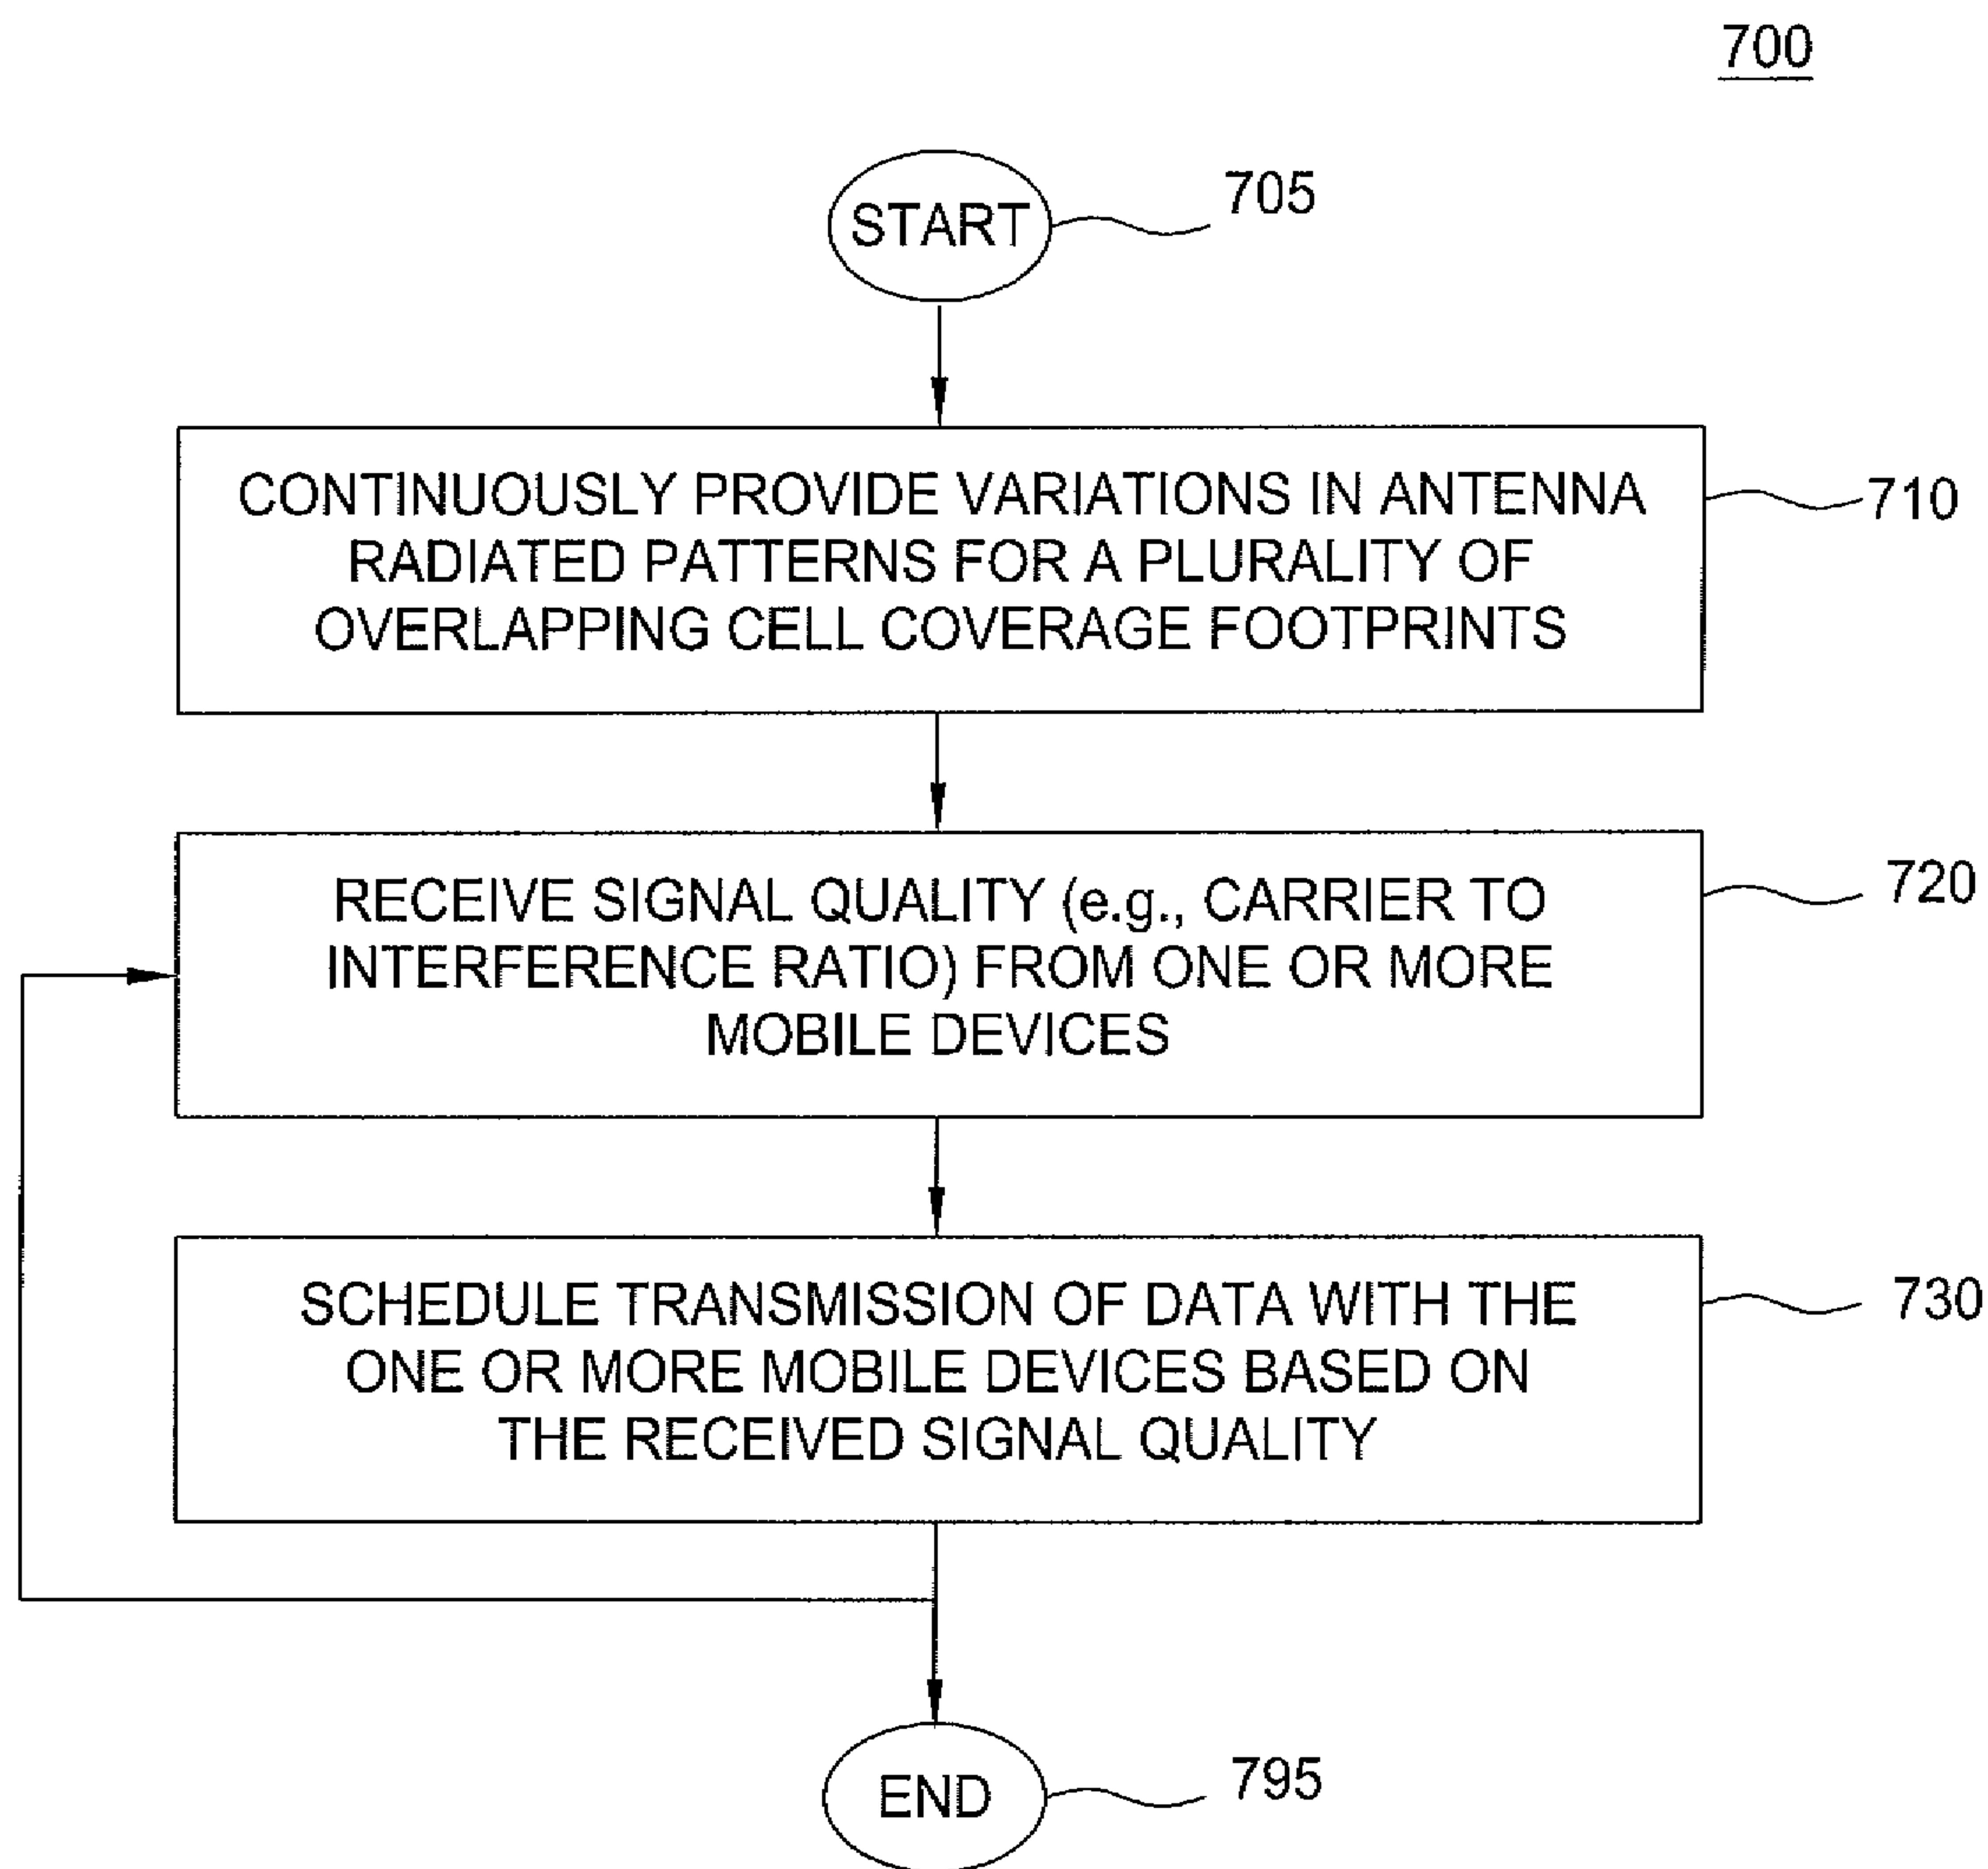 700
START
705
CONTINUOUSLY PROVIDE VARIATIONS IN ANTENNA
RADIATED PATTERNS FOR A PLURALITY OF
OVERLAPPING CELL COVERAGE FOOTPRINTS
710
RECEIVE SIGNAL QUALITY (e.g., CARRIER TO
INTERFERENCE RATIO) FROM ONE OR MORE
MOBILE DEVICES
720
SCHEDULE TRANSMISSION OF DATA WITH THE
ONE OR MORE MOBILE DEVICES BASED ON
THE RECEIVED SIGNAL QUALITY
730
END
795